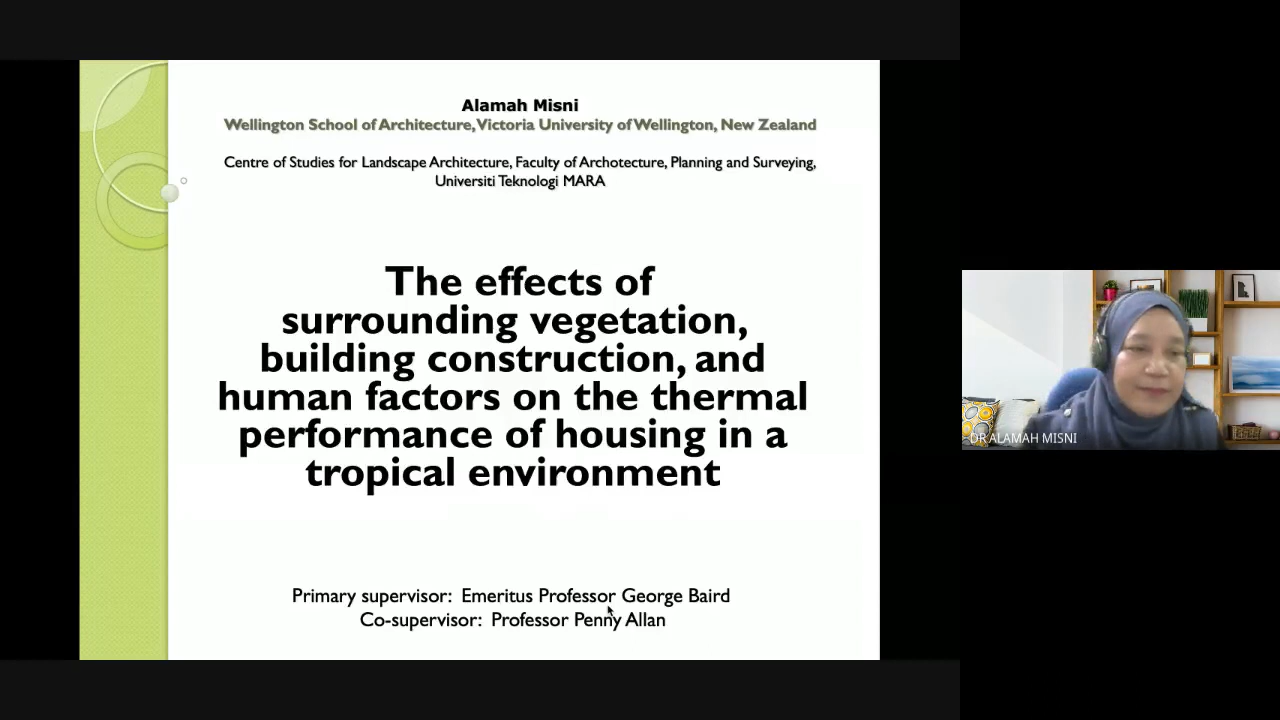 Alamah Misni
Wellington School of Architecture, Victoria University of Wellington, New Zealand
Centre of Studies for Landscape Architecture, Faculty of Archotecture, Planning and Surveying,
Universiti Teknologi MARA
The effects of
surrounding vegetation,
building construction, and
human factors on the thermal
performance of housing in a
tropical environment
Primary supervisor: Emeritus Professor George Baird
Co-supervisor: Professor Penny Allan
DR ALAMAH MISNI